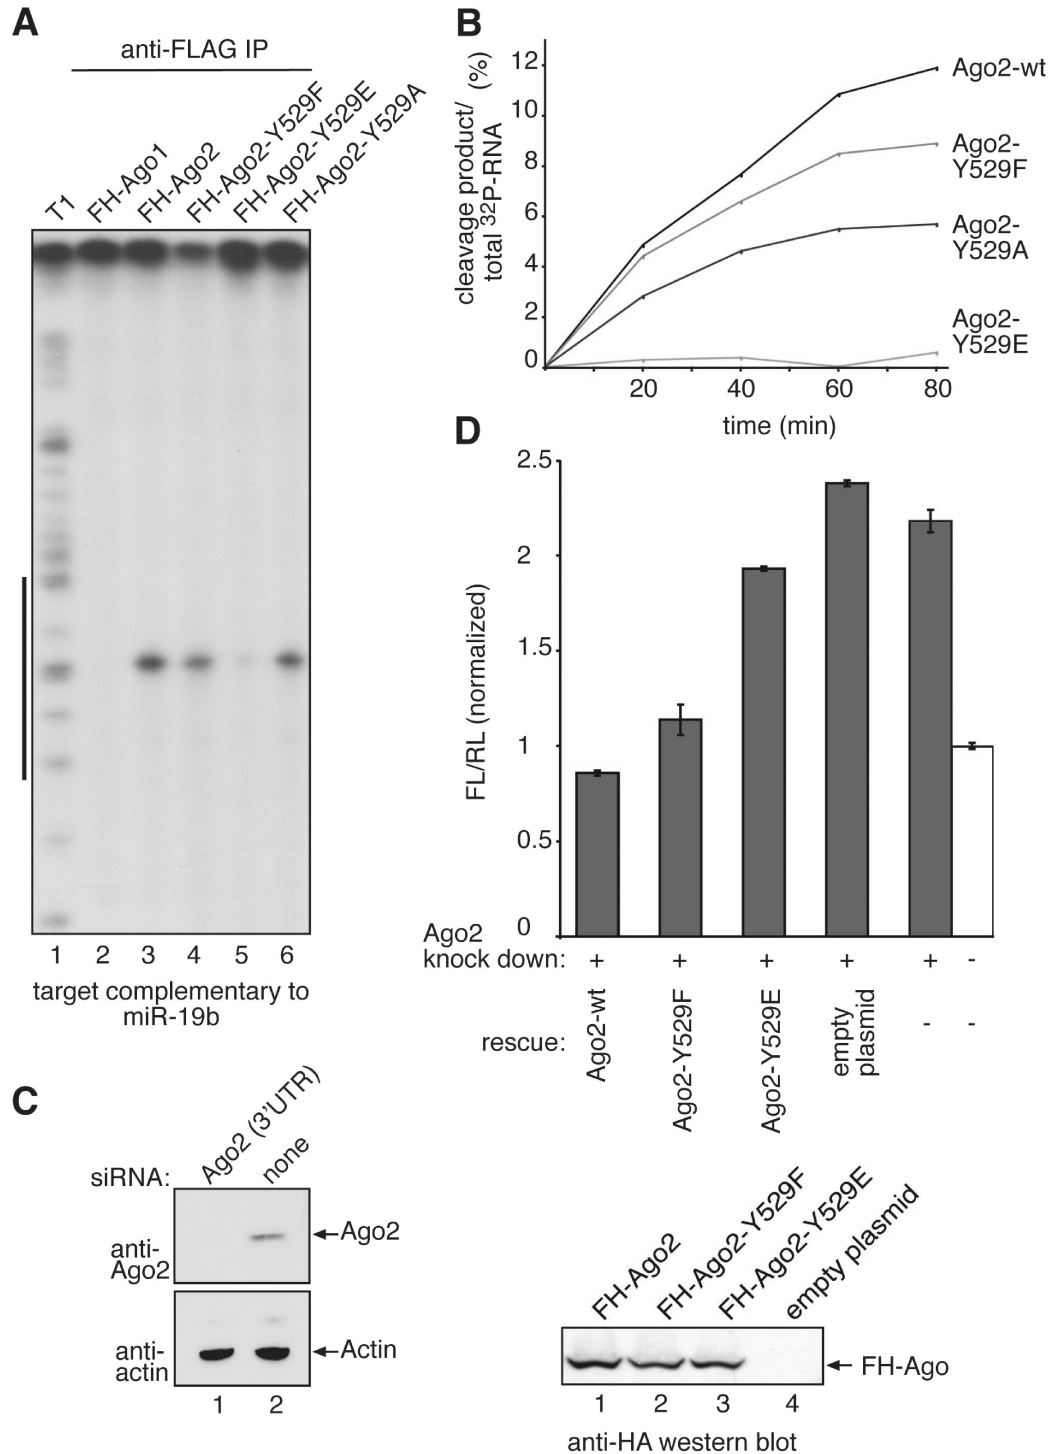 A
anti-FLAG IP
T1
FH-Ago1
FH-Ago2
FH-Ago2-Y529F
FH-Ago2-Y529E
FH-Ago2-Y529A
1 2 3 4 5 6
target complementary to
miR-19b
B
cleavage product/
total 32P-RNA (%)
12
10
8
6
4
2
0
20 40 60 80
time (min)
Ago2-wt
Ago2-
Y529F
Ago2-
Y529A
Ago2-
Y529E
D
FL/RL (normalized)
2.5
2
1.5
1
0.5
0
Ago2
knock down: + + + + + -
rescue:
Ago2-wt
Ago2-Y529F
Ago2-Y529E
empty
plasmid
- -
C
siRNA:
Ago2 (3'UTR)
none
anti-
Ago2
Ago2
anti-
actin
Actin
1 2
FH-Ago2
FH-Ago2-Y529F
FH-Ago2-Y529E
empty plasmid
FH-Ago
1 2 3 4
anti-HA western blot